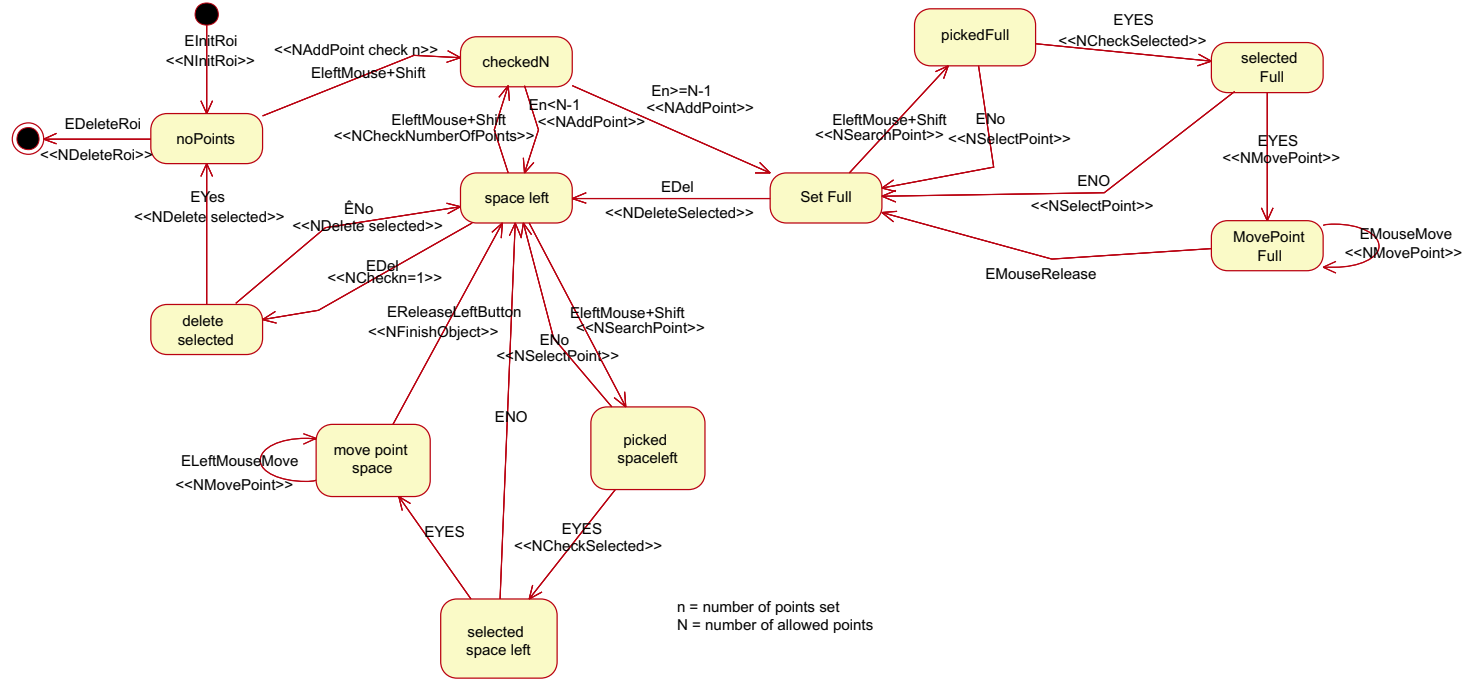 EInitRoi
<<NInitRoi>>
<<NAddPoint check n>>
EleftMouse+Shift
checkedN
pickedFull
EYES
<<NCheckSelected>>
selected
Full
En>=N-1
<<NAddPoint>>
En<N-1
<<NAddPoint>>
EleftMouse+Shift
<<NCheckNumberOfPoints>>
EleftMouse+Shift
<<NSearchPoint>>
ENo
<<NSelectPoint>>
EYES
<<NMovePoint>>
EDeleteRoi
<<NDeleteRoi>>
noPoints
EYes
<<NDelete selected>>
ÊNo
<<NDelete selected>>
space left
EDel
<<NDeleteSelected>>
Set Full
ENO
<<NSelectPoint>>
MovePoint
Full
EMouseMove
<<NMovePoint>>
EMouseRelease
EDel
<<NCheckn=1>>
delete
selected
EReleaseLeftButton
<<NFinishObject>>
EleftMouse+Shift
<<NSearchPoint>>
ENo
<<NSelectPoint>>
ENO
picked
spaceleft
move point
space
ELeftMouseMove
<<NMovePoint>>
EYES
EYES
<<NCheckSelected>>
selected
space left
n = number of points set
N = number of allowed points